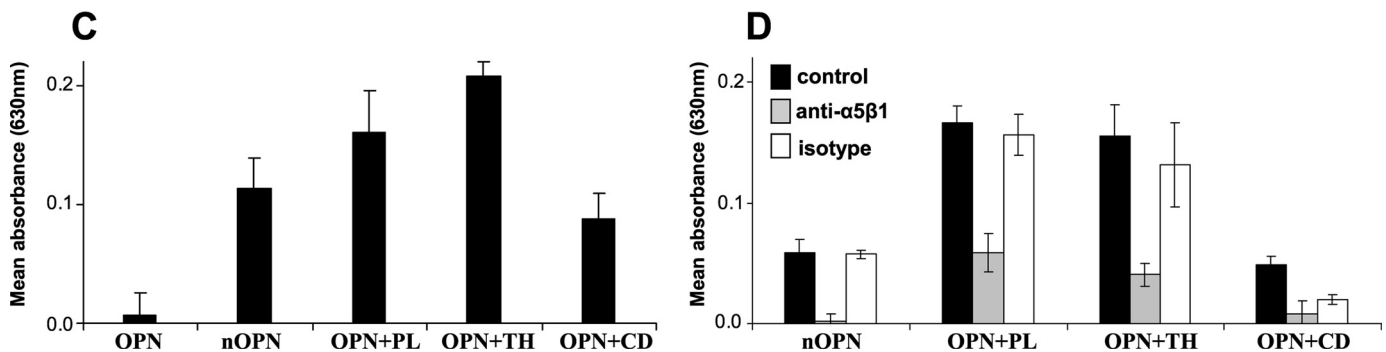 C
Mean absorbance (630nm)
0.2
0.1
0.0
OPN nOPN OPN+PL OPN+TH OPN+CD
D
Mean absorbance (630nm)
0.2
0.1
0.0
control
anti-α5β1
isotype
nOPN OPN+PL OPN+TH OPN+CD